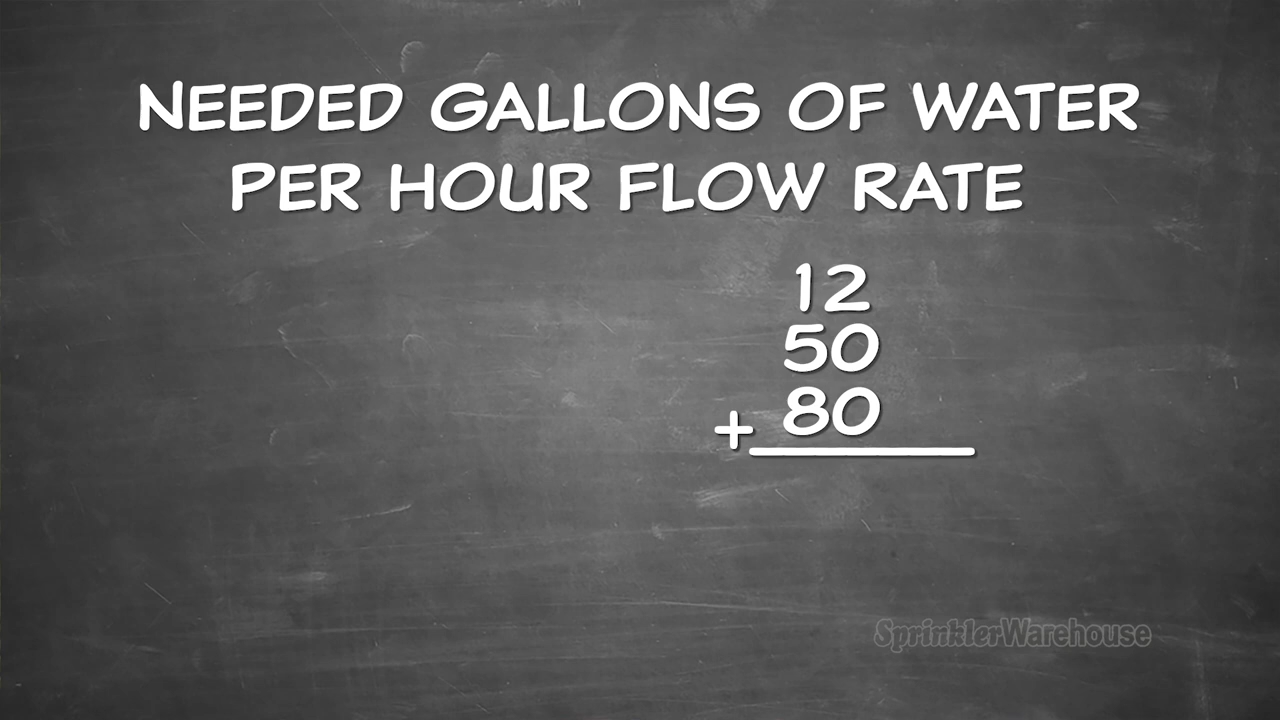 NEEDED GALLONS OF WATER
PER HOUR FLOW RATE
12
50
+ 80
SprinklerWarehouse